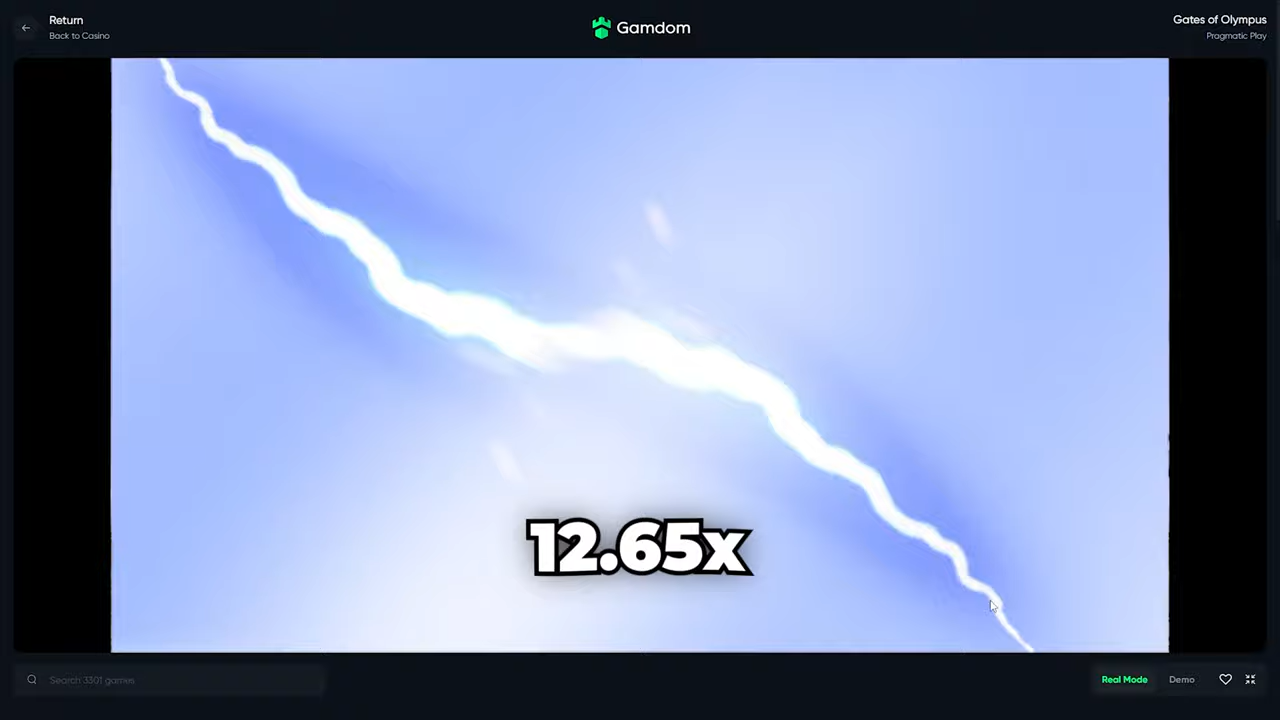 Return
Back to Casino
Gamdom
Gates of Olympus
Pragmatic Play
12.65x
Search 3301 games
Real Mode
Demo